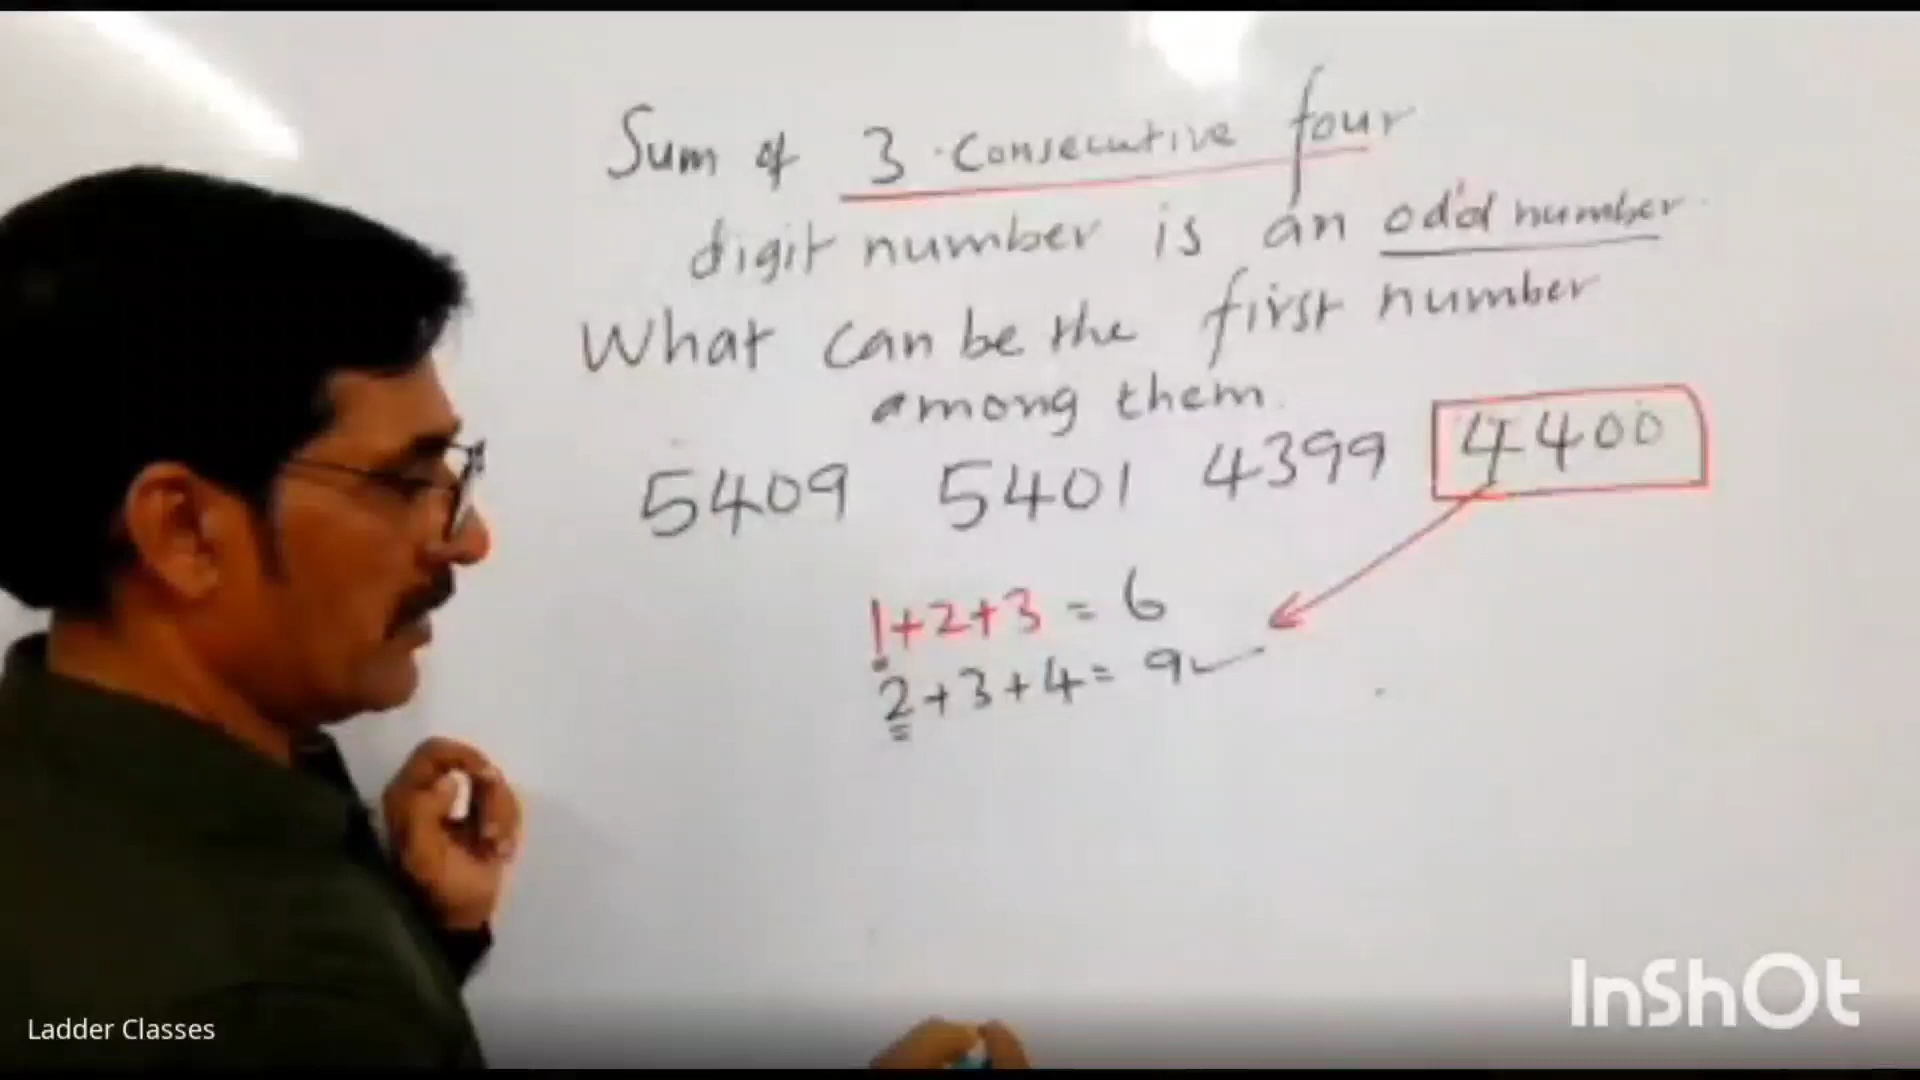 Sum of 3 consecutive four
digit number is an odd number.
What can be the first number
among them.
5409 5401 4399 4400
1+2+3 = 6
2+3+4= 9
Ladder Classes
InShOt